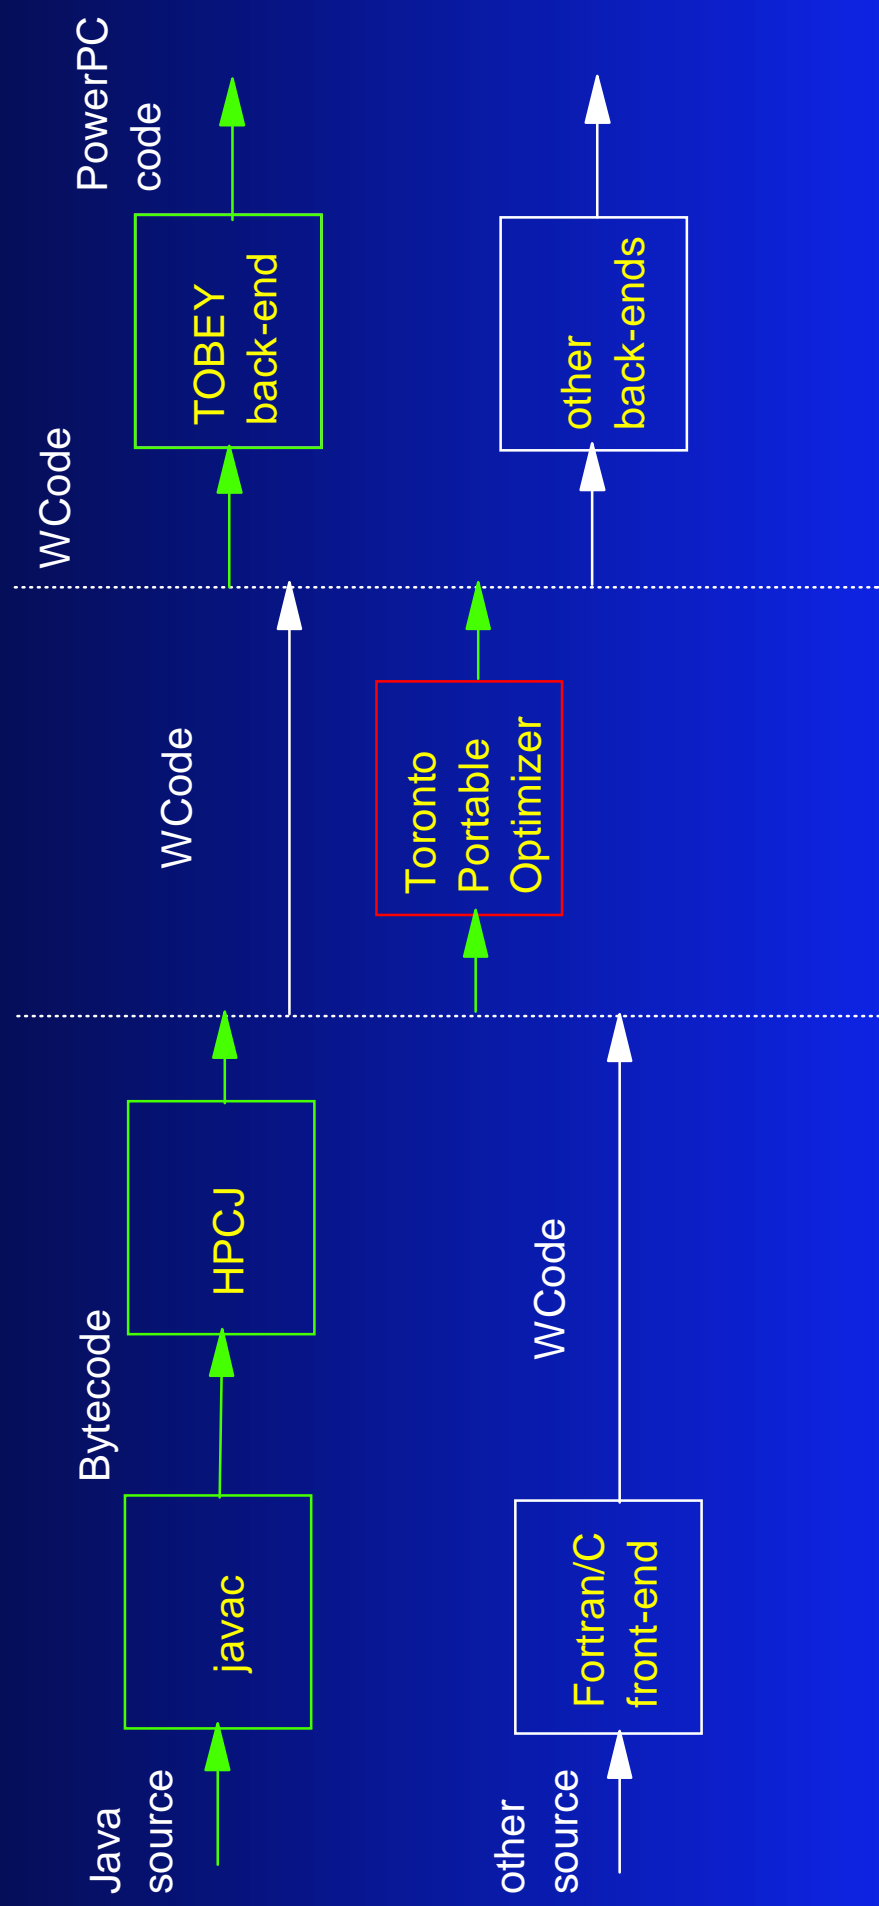 Java
source
javac
Bytecode
HPCJ
WCode
WCode
TOBEY
back-end
PowerPC
code
Toronto
Portable
Optimizer
other
source
Fortran/C
front-end
WCode
other
back-ends